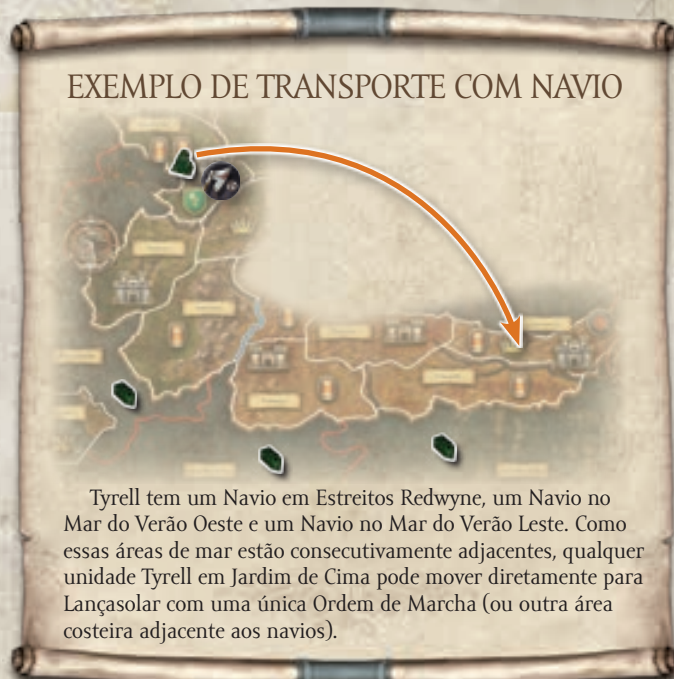 EXEMPLO DE TRANSPORTE COM NAVIO
Tyrell tem um Navio em Estreitos Redwyne, um Navio no
Mar do Verão Oeste e um Navio no Mar do Verão Leste. Como
essas áreas de mar estão consecutivamente adjacentes, qualquer
unidade Tyrell em Jardim de Cima pode mover diretamente para
Lançasolar com uma única Ordem de Marcha (ou outra área
costeira adjacente aos navios).